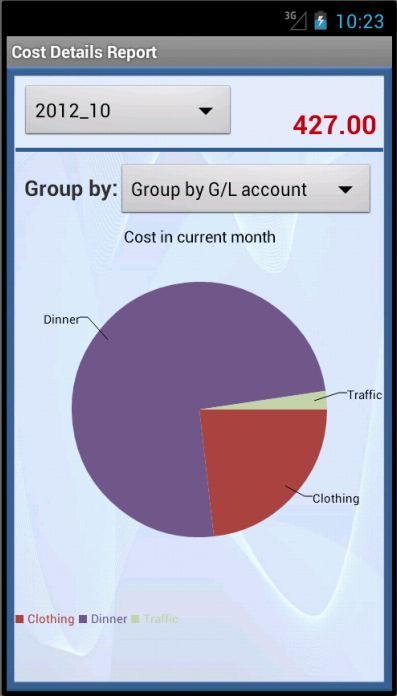 3G 10:23
Cost Details Report
2012_10
427.00
Group by: Group by G/L account
Cost in current month
Dinner
Traffic
Clothing
Clothing Dinner Traffic